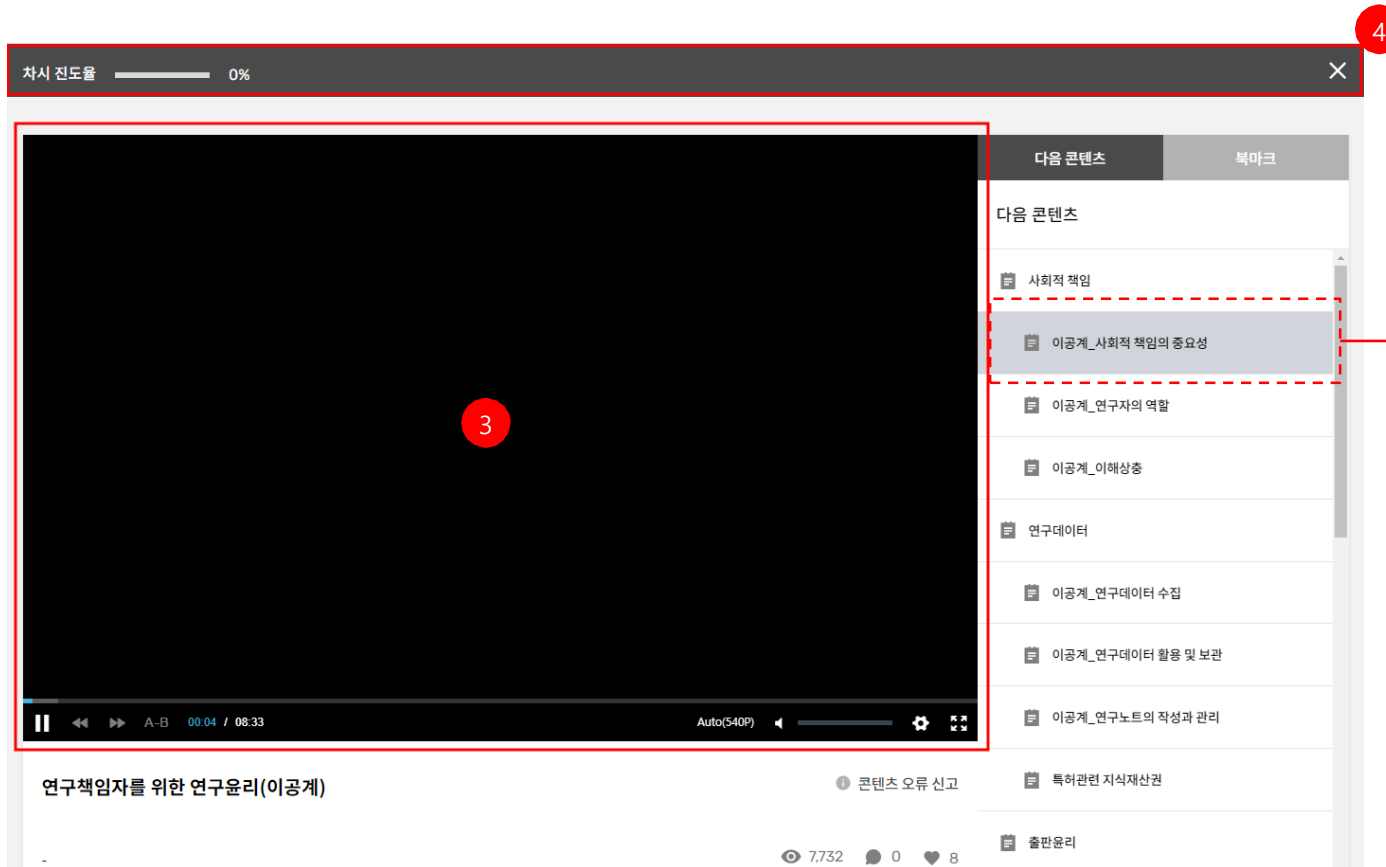 4
차시 진도율 0%
다음 콘텐츠 북마크
다음 콘텐츠
사회적 책임
이공계_사회적 책임의 중요성
이공계_연구자의 역할
3
이공계_이해상충
연구데이터
이공계_연구데이터 수집
이공계_연구데이터 활용 및 보관
이공계_연구노트의 작성과 관리
A-B 00:04 / 08:33 Auto(540P)
특허관련 지식재산권
연구책임자를 위한 연구윤리(이공계) 콘텐츠 오류 신고
출판윤리
- 7,732 0 8